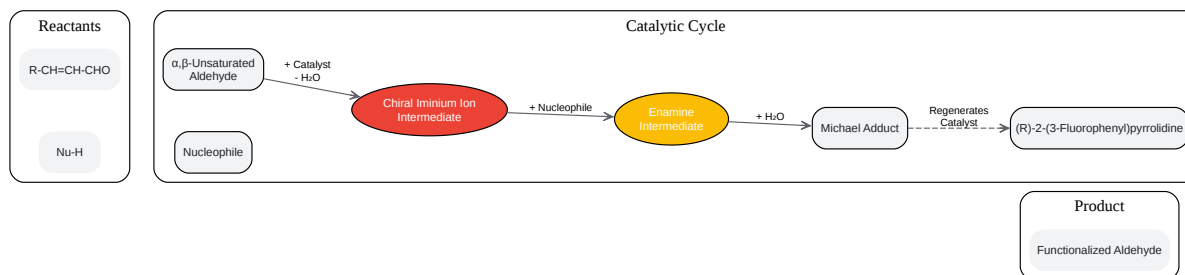 Reactants
R-CH=CH-CHO
Nu-H
Catalytic Cycle
α,β-Unsaturated
Aldehyde
+ Catalyst
- H₂O
Chiral Iminium Ion
Intermediate
+ Nucleophile
Enamine
Intermediate
+ H₂O
Michael Adduct
Regenerates
Catalyst
(R)-2-(3-Fluorophenyl)pyrrolidine
Nucleophile
Product
Functionalized Aldehyde